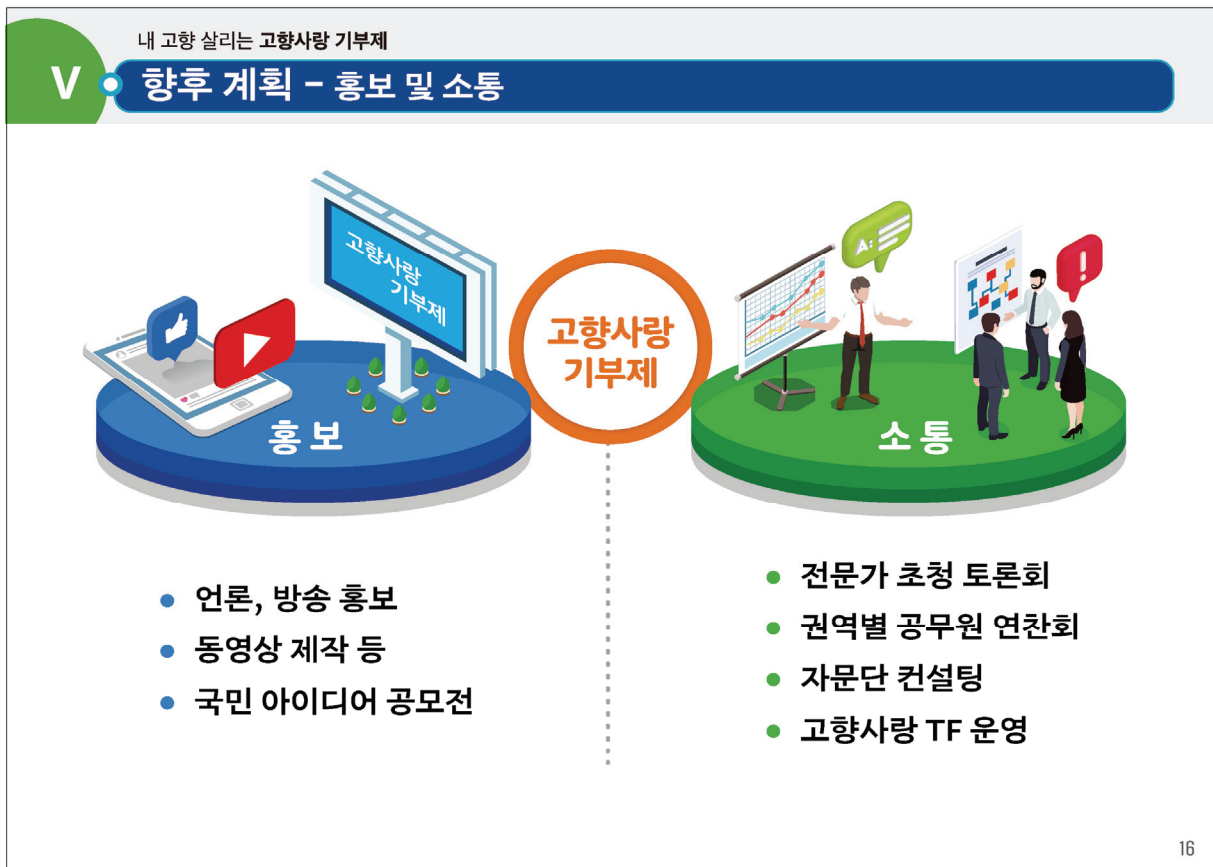 내 고향 살리는 고향사랑 기부제
V
향후 계획 – 홍보 및 소통
고향사랑
기부제
홍보
고향사랑
기부제
A:
!
소통
언론, 방송 홍보
동영상 제작 등
국민 아이디어 공모전
전문가 초청 토론회
권역별 공무원 연찬회
자문단 컨설팅
고향사랑 TF 운영
16